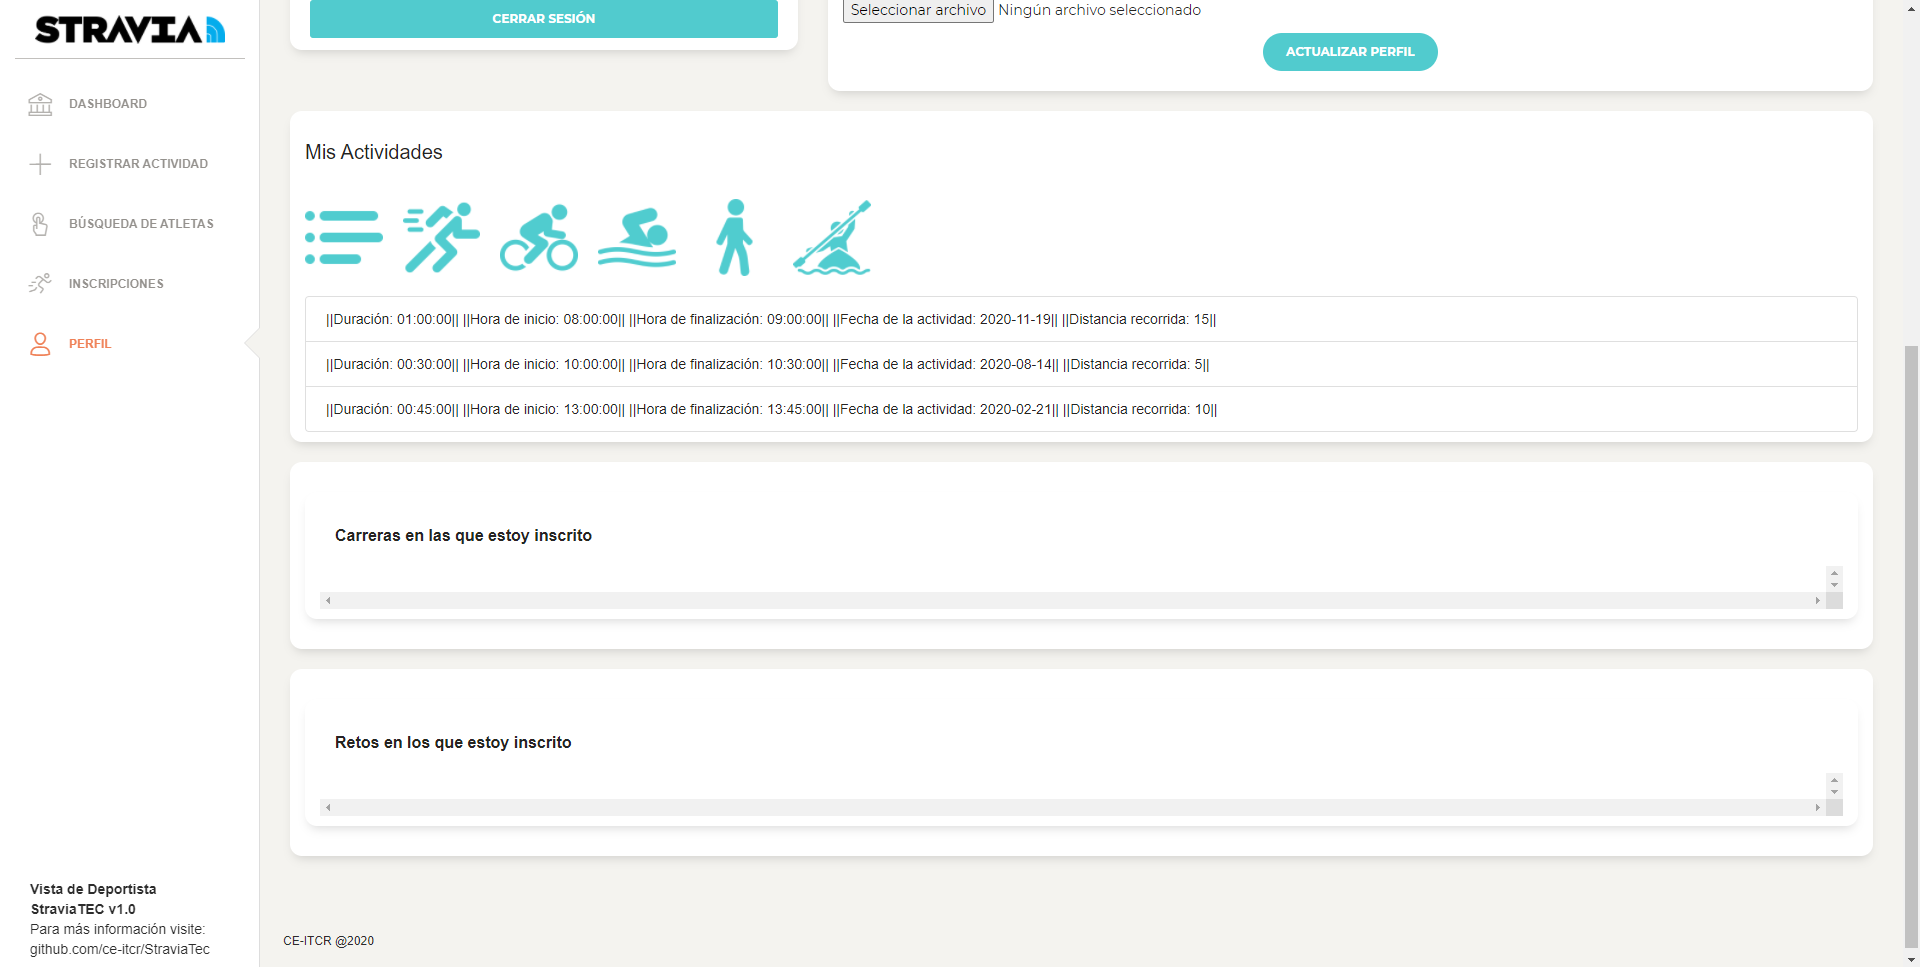 STRAVIA
DASHBOARD
REGISTRAR ACTIVIDAD
BÚSQUEDA DE ATLETAS
INSCRIPCIONES
PERFIL
Vista de Deportista
StraviaTEC v1.0
Para más información visite:
github.com/ce-itcr/StraviaTec
CERRAR SESIÓN
Seleccionar archivo Ningún archivo seleccionado
ACTUALIZAR PERFIL
Mis Actividades
||Duración: 01:00:00|| ||Hora de inicio: 08:00:00|| ||Hora de finalización: 09:00:00|| ||Fecha de la actividad: 2020-11-19|| ||Distancia recorrida: 15||
||Duración: 00:30:00|| ||Hora de inicio: 10:00:00|| ||Hora de finalización: 10:30:00|| ||Fecha de la actividad: 2020-08-14|| ||Distancia recorrida: 5||
||Duración: 00:45:00|| ||Hora de inicio: 13:00:00|| ||Hora de finalización: 13:45:00|| ||Fecha de la actividad: 2020-02-21|| ||Distancia recorrida: 10||
Carreras en las que estoy inscrito
Retos en los que estoy inscrito
CE-ITCR @2020